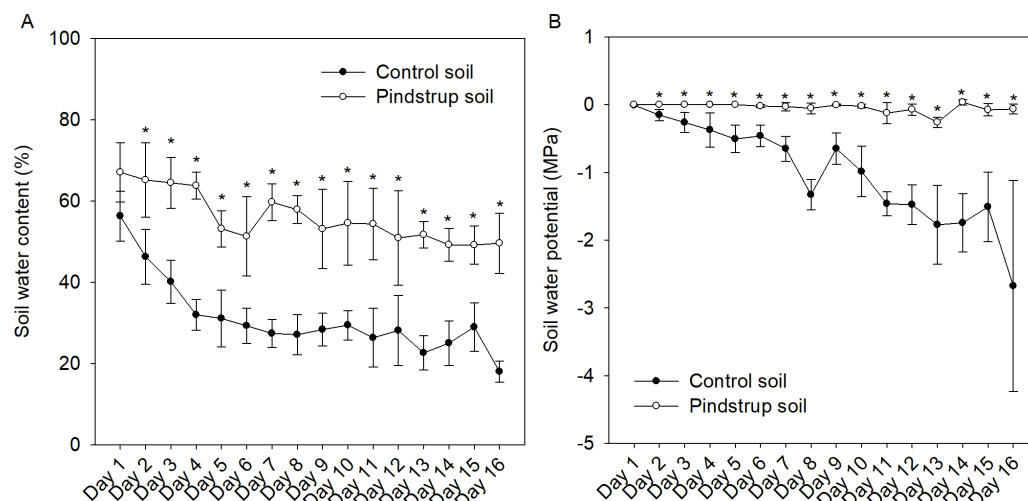 A
Soil water content (%)
100
80
60
40
20
0
Control soil
Pindstrup soil
* * * * * * * * * * * * * * *
Day 1
Day 2
Day 3
Day 4
Day 5
Day 6
Day 7
Day 8
Day 9
Day 10
Day 11
Day 12
Day 13
Day 14
Day 15
Day 16
B
Soil water potential (MPa)
1
0
-1
-2
-3
-4
-5
* * * * * * * * * * * * * * *
Control soil
Pindstrup soil
Day 1
Day 2
Day 3
Day 4
Day 5
Day 6
Day 7
Day 8
Day 9
Day 10
Day 11
Day 12
Day 13
Day 14
Day 15
Day 16